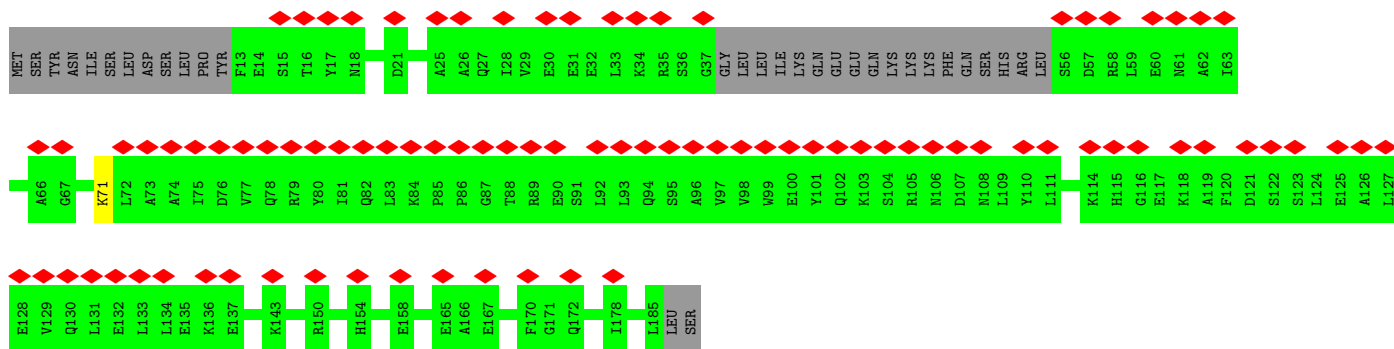 MET SER TYR ASN ILE SER LEU ASP SER LEU PRO TYR F13 E14 S15 T16 Y17 N18 D21 A25 A26 Q27 I28 V29 E30 E31 E32 L33 K34 R35 S36 G37 GLY LEU LEU ILE LYS GLN GLU GLU GLN LYS LYS LYS PHE GLN SER HIS ARG LEU S56 D57 R58 L59 E60 N61 A62 I63
A66 G67 K71 L72 A73 A74 I75 D76 V77 Q78 R79 Y80 I81 Q82 L83 K84 P85 P86 G87 T88 R89 E90 S91 L92 L93 Q94 S95 A96 V97 V98 W99 E100 Y101 Q102 K103 S104 R105 N106 D107 N108 L109 Y110 L111 K114 H115 G116 E117 K118 A119 F120 D121 S122 S123 L124 E125 A126 L127
E128 V129 Q130 L131 E132 L133 L134 E135 K136 E137 K143 R150 H154 E158 E165 A166 E167 F170 G171 Q172 I178 L185 LEU SER